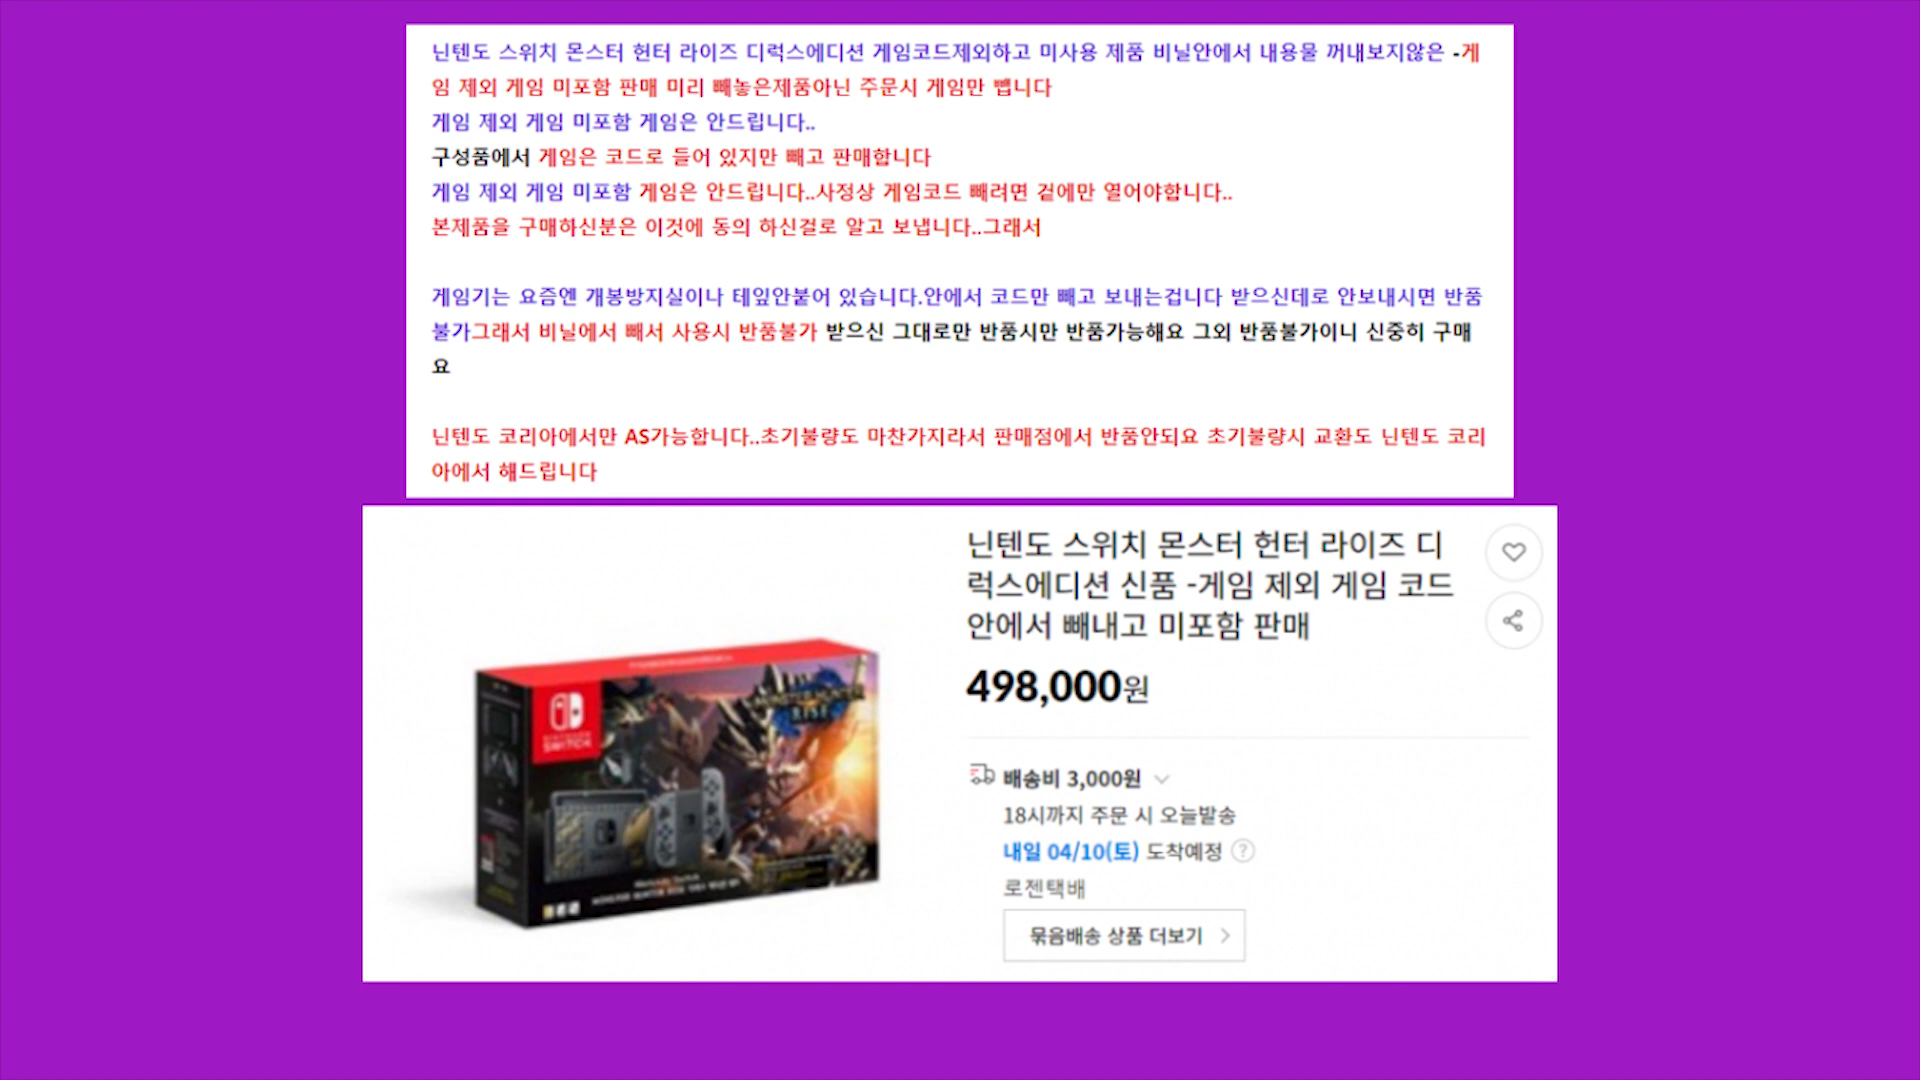 닌텐도 스위치 몬스터 헌터 라이즈 디럭스에디션 게임코드제외하고 미사용 제품 비닐안에서 내용물 꺼내보지않은 -게
임 제외 게임 미포함 판매 미리 빼놓은제품아닌 주문시 게임만 뺍니다
게임 제외 게임 미포함 게임은 안드립니다..
구성품에서 게임은 코드로 들어 있지만 빼고 판매합니다
게임 제외 게임 미포함 게임은 안드립니다..사정상 게임코드 빼려면 겉에만 열어야합니다..
본제품을 구매하신분은 이것에 동의 하신걸로 알고 보냅니다..그래서
게임기는 요즘엔 개봉방지실이나 테잎안붙어 있습니다.안에서 코드만 빼고 보내는겁니다 받으신데로 안보내시면 반품
불가그래서 비닐에서 빼서 사용시 반품불가 받으신 그대로만 반품시만 반품가능해요 그외 반품불가이니 신중히 구매
요
닌텐도 코리아에서만 AS가능합니다..초기불량도 마찬가지라서 판매점에서 반품안되요 초기불량시 교환도 닌텐도 코리
아에서 해드립니다
닌텐도 스위치 몬스터 헌터 라이즈 디
럭스에디션 신품 -게임 제외 게임 코드
안에서 빼내고 미포함 판매
498,000원
배송비 3,000원
18시까지 주문 시 오늘발송
내일 04/10(토) 도착예정 ?
로젠택배
묶음배송 상품 더보기
MONSTER HUNTER
RISE
NINTENDO
SWITCH